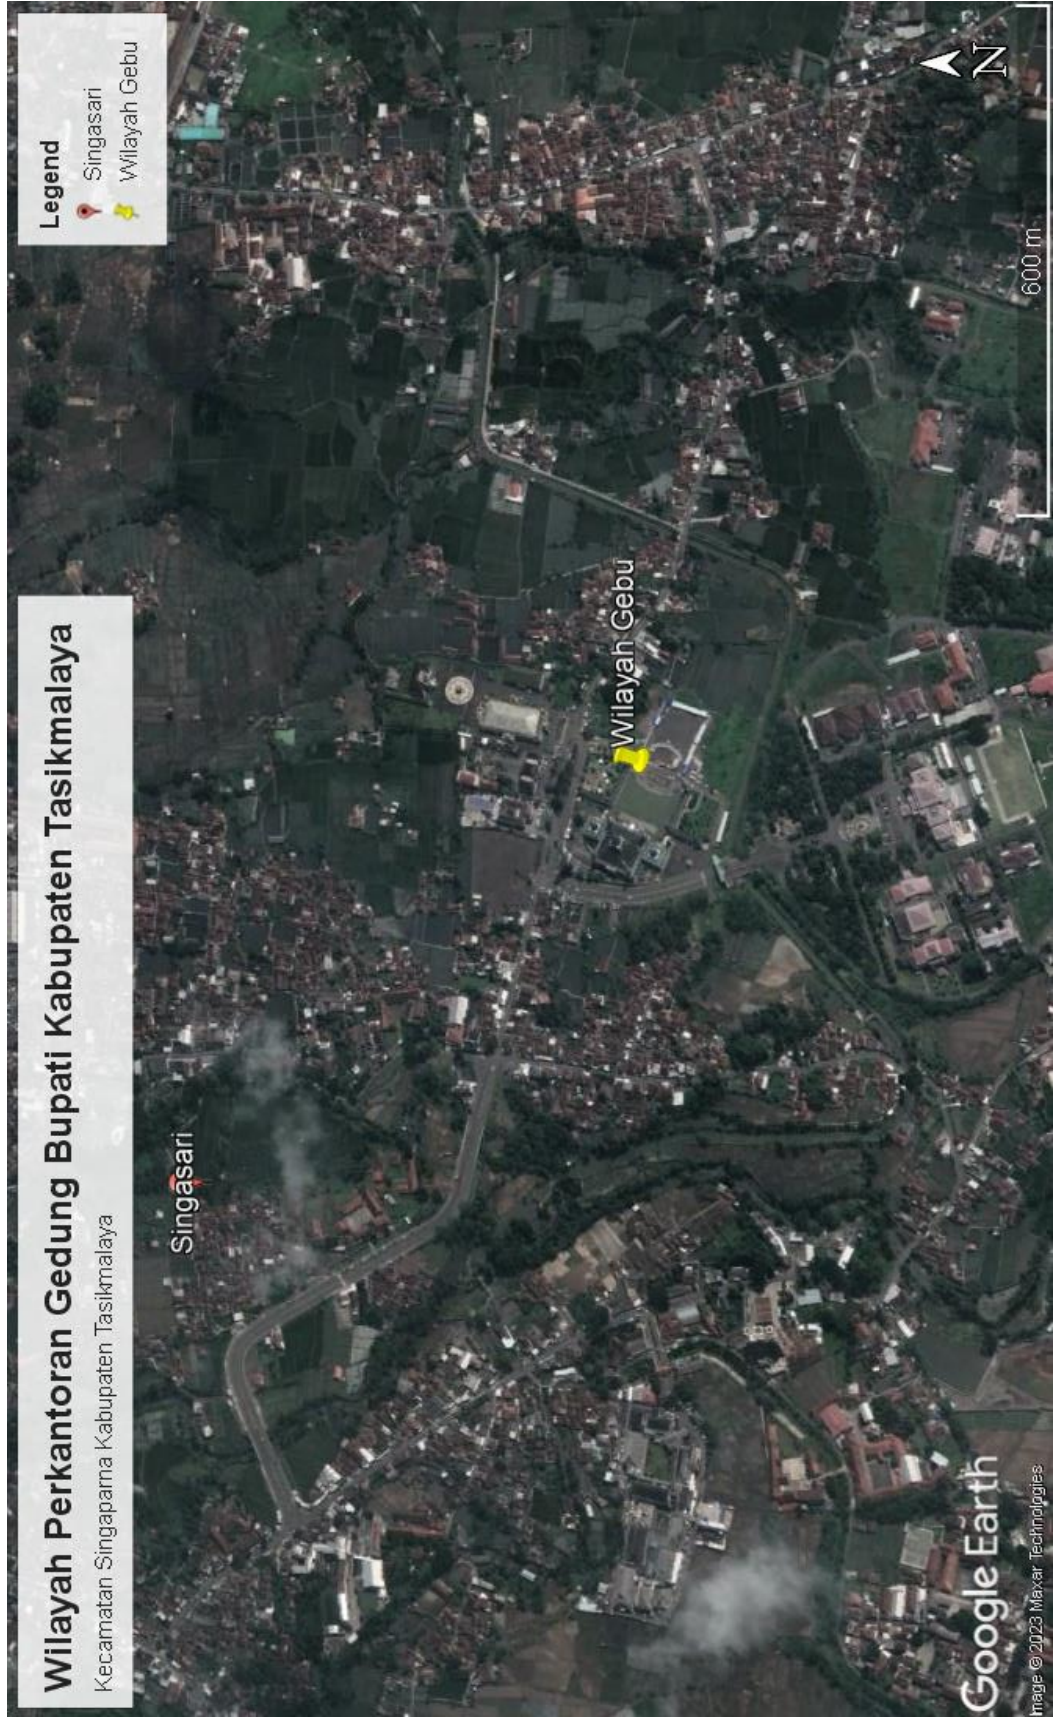 Wilayah Perkantoran Gedung Bupati Kabupaten Tasikmalaya
Kecamatan Singaparna Kabupaten Tasikmalaya
Legend
Singasari
Wilayah Gebu
Singasari
Wilayah Gebu
Google Earth
Image © 2023 Maxar Technologies
600 m
N